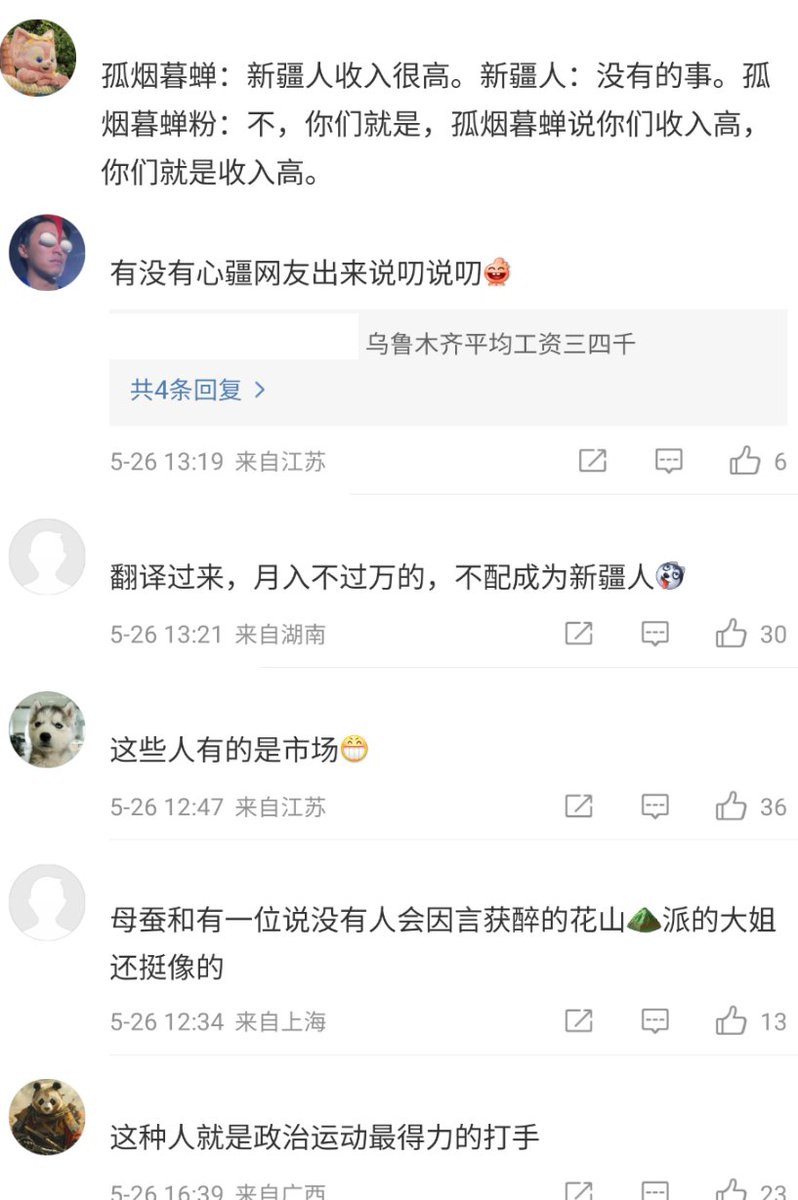 孤烟暮蝉：新疆人收入很高。新疆人：没有的事。孤
烟暮蝉粉：不，你们就是，孤烟暮蝉说你们收入高，
你们就是收入高。
有没有心疆网友出来说叨说叨
乌鲁木齐平均工资三四千
共4条回复 >
5-26 13:19 来自江苏 6
翻译过来，月入不过万的，不配成为新疆人
5-26 13:21 来自湖南 30
这些人有的是市场
5-26 12:47 来自江苏 36
母蚕和有一位说没有人会因言获醉的花山派的大姐
还挺像的
5-26 12:34 来自上海 13
这种人就是政治运动最得力的打手
5-26 16:39 来自广西 23